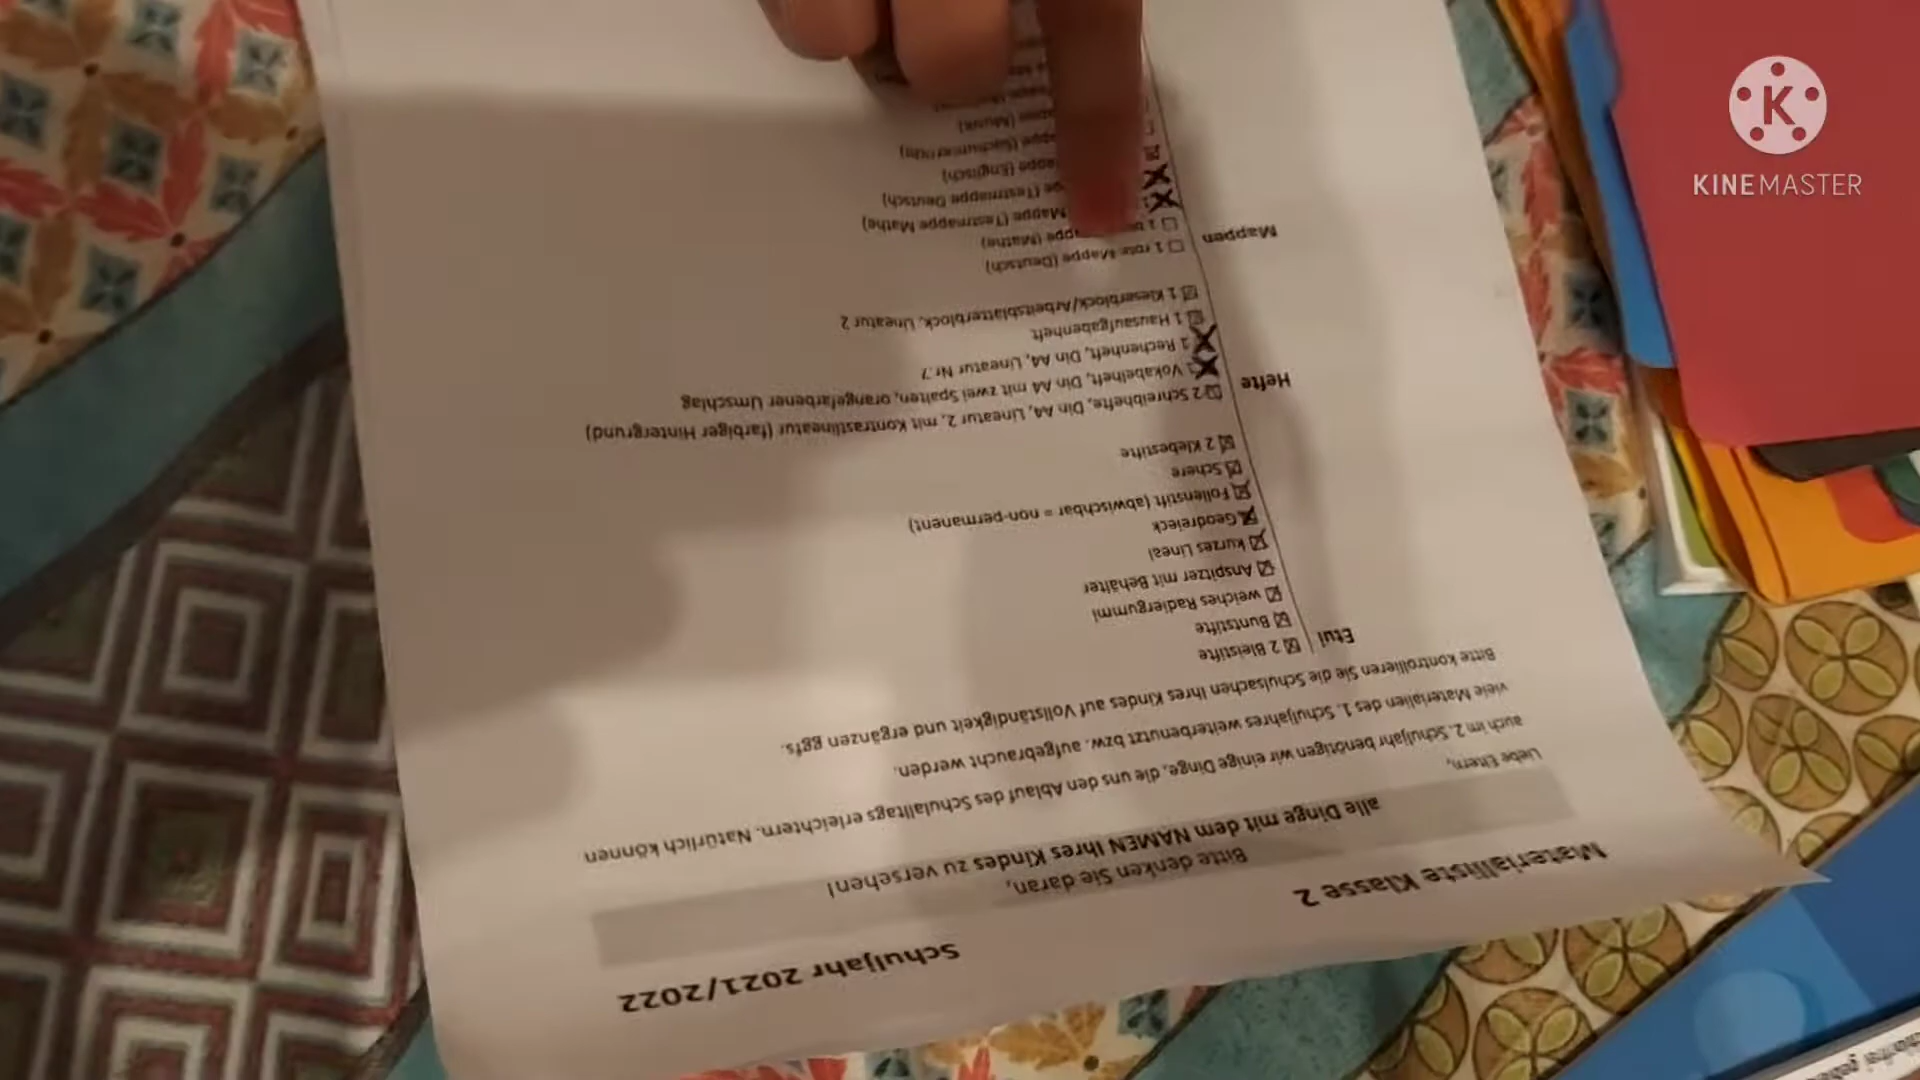 KINEMASTER
Materialliste Klasse 2
Schuljahr 2021/2022
Bitte denken Sie daran,
alle Dinge mit dem NAMEN Ihres Kindes zu versehen!
Liebe Eltern,
auch im 2. Schuljahr benötigen wir einige Dinge, die uns den Ablauf des Schulalltags erleichtern. Natürlich können
viele Materialien des 1. Schuljahres weiterbenutzt bzw. aufgebraucht werden.
Bitte kontrollieren Sie die Schulsachen Ihres Kindes auf Vollständigkeit und ergänzen ggfs.
Etui
2 Bleistifte
Buntstifte
weiches Radiergummi
Anspitzer mit Behälter
kurzes Lineal
Geodreieck
Folienstift (abwischbar = non-permanent)
Schere
2 Klebestifte
Hefte
2 Schreibhefte, Din A4, Lineatur 2, mit Kontrastlineatur (farbiger Hintergrund)
1 Vokabelheft, Din A4 mit zwei Spalten, orangefarbener Umschlag
1 Rechenheft, Din A4, Lineatur Nr.7
1 Hausaufgabenheft
1 Kieserblock/Arbeitsblätterblock, Lineatur 2
Mappen
1 rote Mappe (Deutsch)
1 (Mathe)
Mappe (Testmappe Mathe)
(Testmappe Deutsch)
(Englisch)
(Sachunterricht)
(Musik)